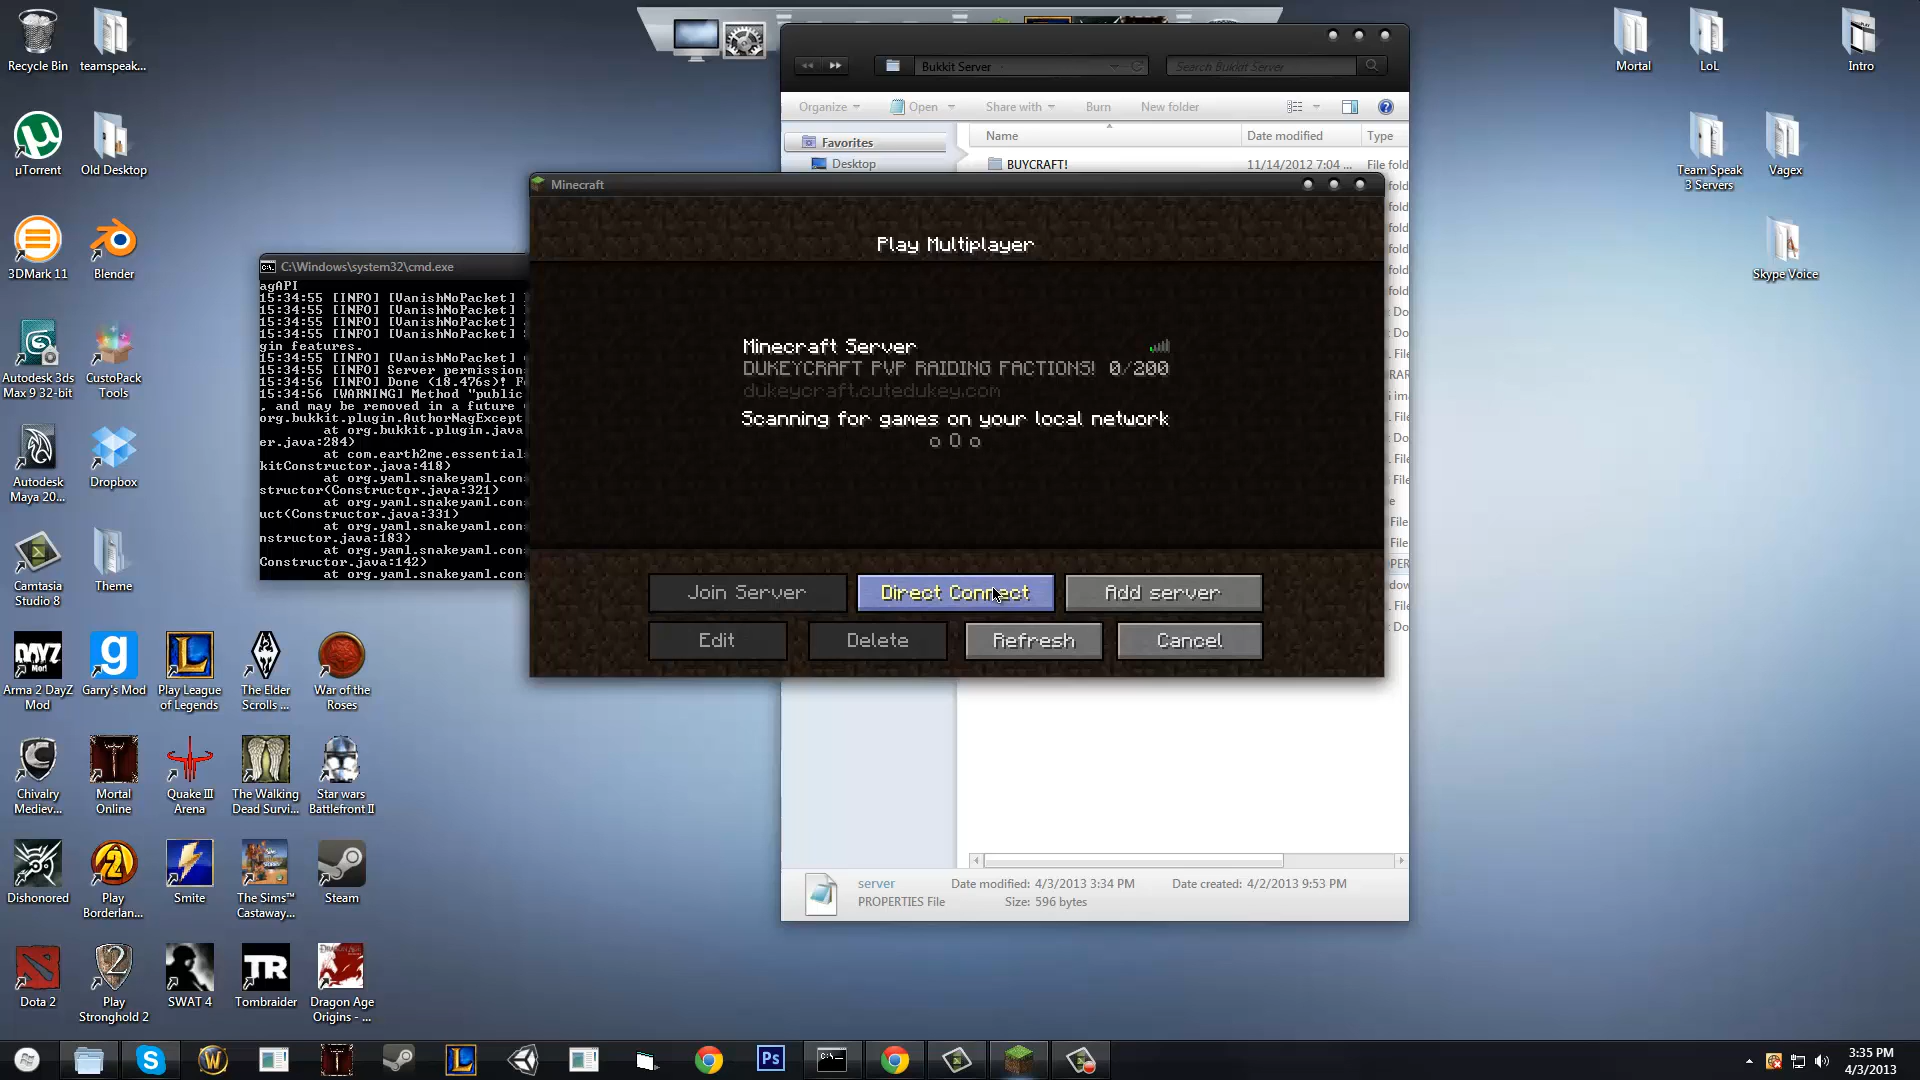 Recycle Bin
teamspeak...
µTorrent
Old Desktop
3DMark 11
Blender
Autodesk 3ds
Max 9 32-bit
CustoPack
Tools
Autodesk
Maya 20...
Dropbox
Camtasia
Studio 8
Theme
Arma 2 DayZ
Mod
Garry's Mod
Play League
of Legends
The Elder
Scrolls ...
War of the
Roses
Chivalry
Mediev...
Mortal
Online
Quake III
Arena
The Walking
Dead Survi...
Star wars
Battlefront II
Dishonored
Play
Borderlan...
Smite
The Sims™
Castaway...
Steam
Dota 2
Play
Stronghold 2
SWAT 4
Tombraider
Dragon Age
Origins - ...
C:\Windows\system32\cmd.exe
agAPI
15:34:55 [INFO] [VanishNoPacket]
15:34:55 [INFO] [VanishNoPacket]
15:34:55 [INFO] [VanishNoPacket]
15:34:55 [INFO] [VanishNoPacket]
gin features.
15:34:55 [INFO] [VanishNoPacket]
15:34:55 [INFO] Server permission
15:34:56 [INFO] Done (18.476s)! Fo
15:34:56 [WARNING] Method "public
, and may be removed in a future
org.bukkit.plugin.AuthorNagExcept
at org.bukkit.plugin.java
er.java:284)
at com.earth2me.essential
kitConstructor.java:418)
at org.yaml.snakeyaml.con
structor(Constructor.java:321)
at org.yaml.snakeyaml.con
uct(Constructor.java:331)
at org.yaml.snakeyaml.con
nstructor.java:183)
at org.yaml.snakeyaml.con
Constructor.java:142)
at org.yaml.snakeyaml.con
Bukkit Server
Search Bukkit Server
Organize
Open
Share with
Burn
New folder
Name
Date modified
Type
Favorites
Desktop
BUYCRAFT!
11/14/2012 7:04 ...
File fold
Minecraft
Play Multiplayer
Minecraft Server
DUKEYCRAFT PVP RAIDING FACTIONS! 0/200
dukeycraft.cutedukey.com
Scanning for games on your local network
o O o
Join Server
Direct Connect
Add server
Edit
Delete
Refresh
Cancel
server
Date modified: 4/3/2013 3:34 PM
Date created: 4/2/2013 9:53 PM
PROPERTIES File
Size: 596 bytes
Mortal
LoL
Intro
Team Speak
3 Servers
Vagex
Skype Voice
Ps
3:35 PM
4/3/2013